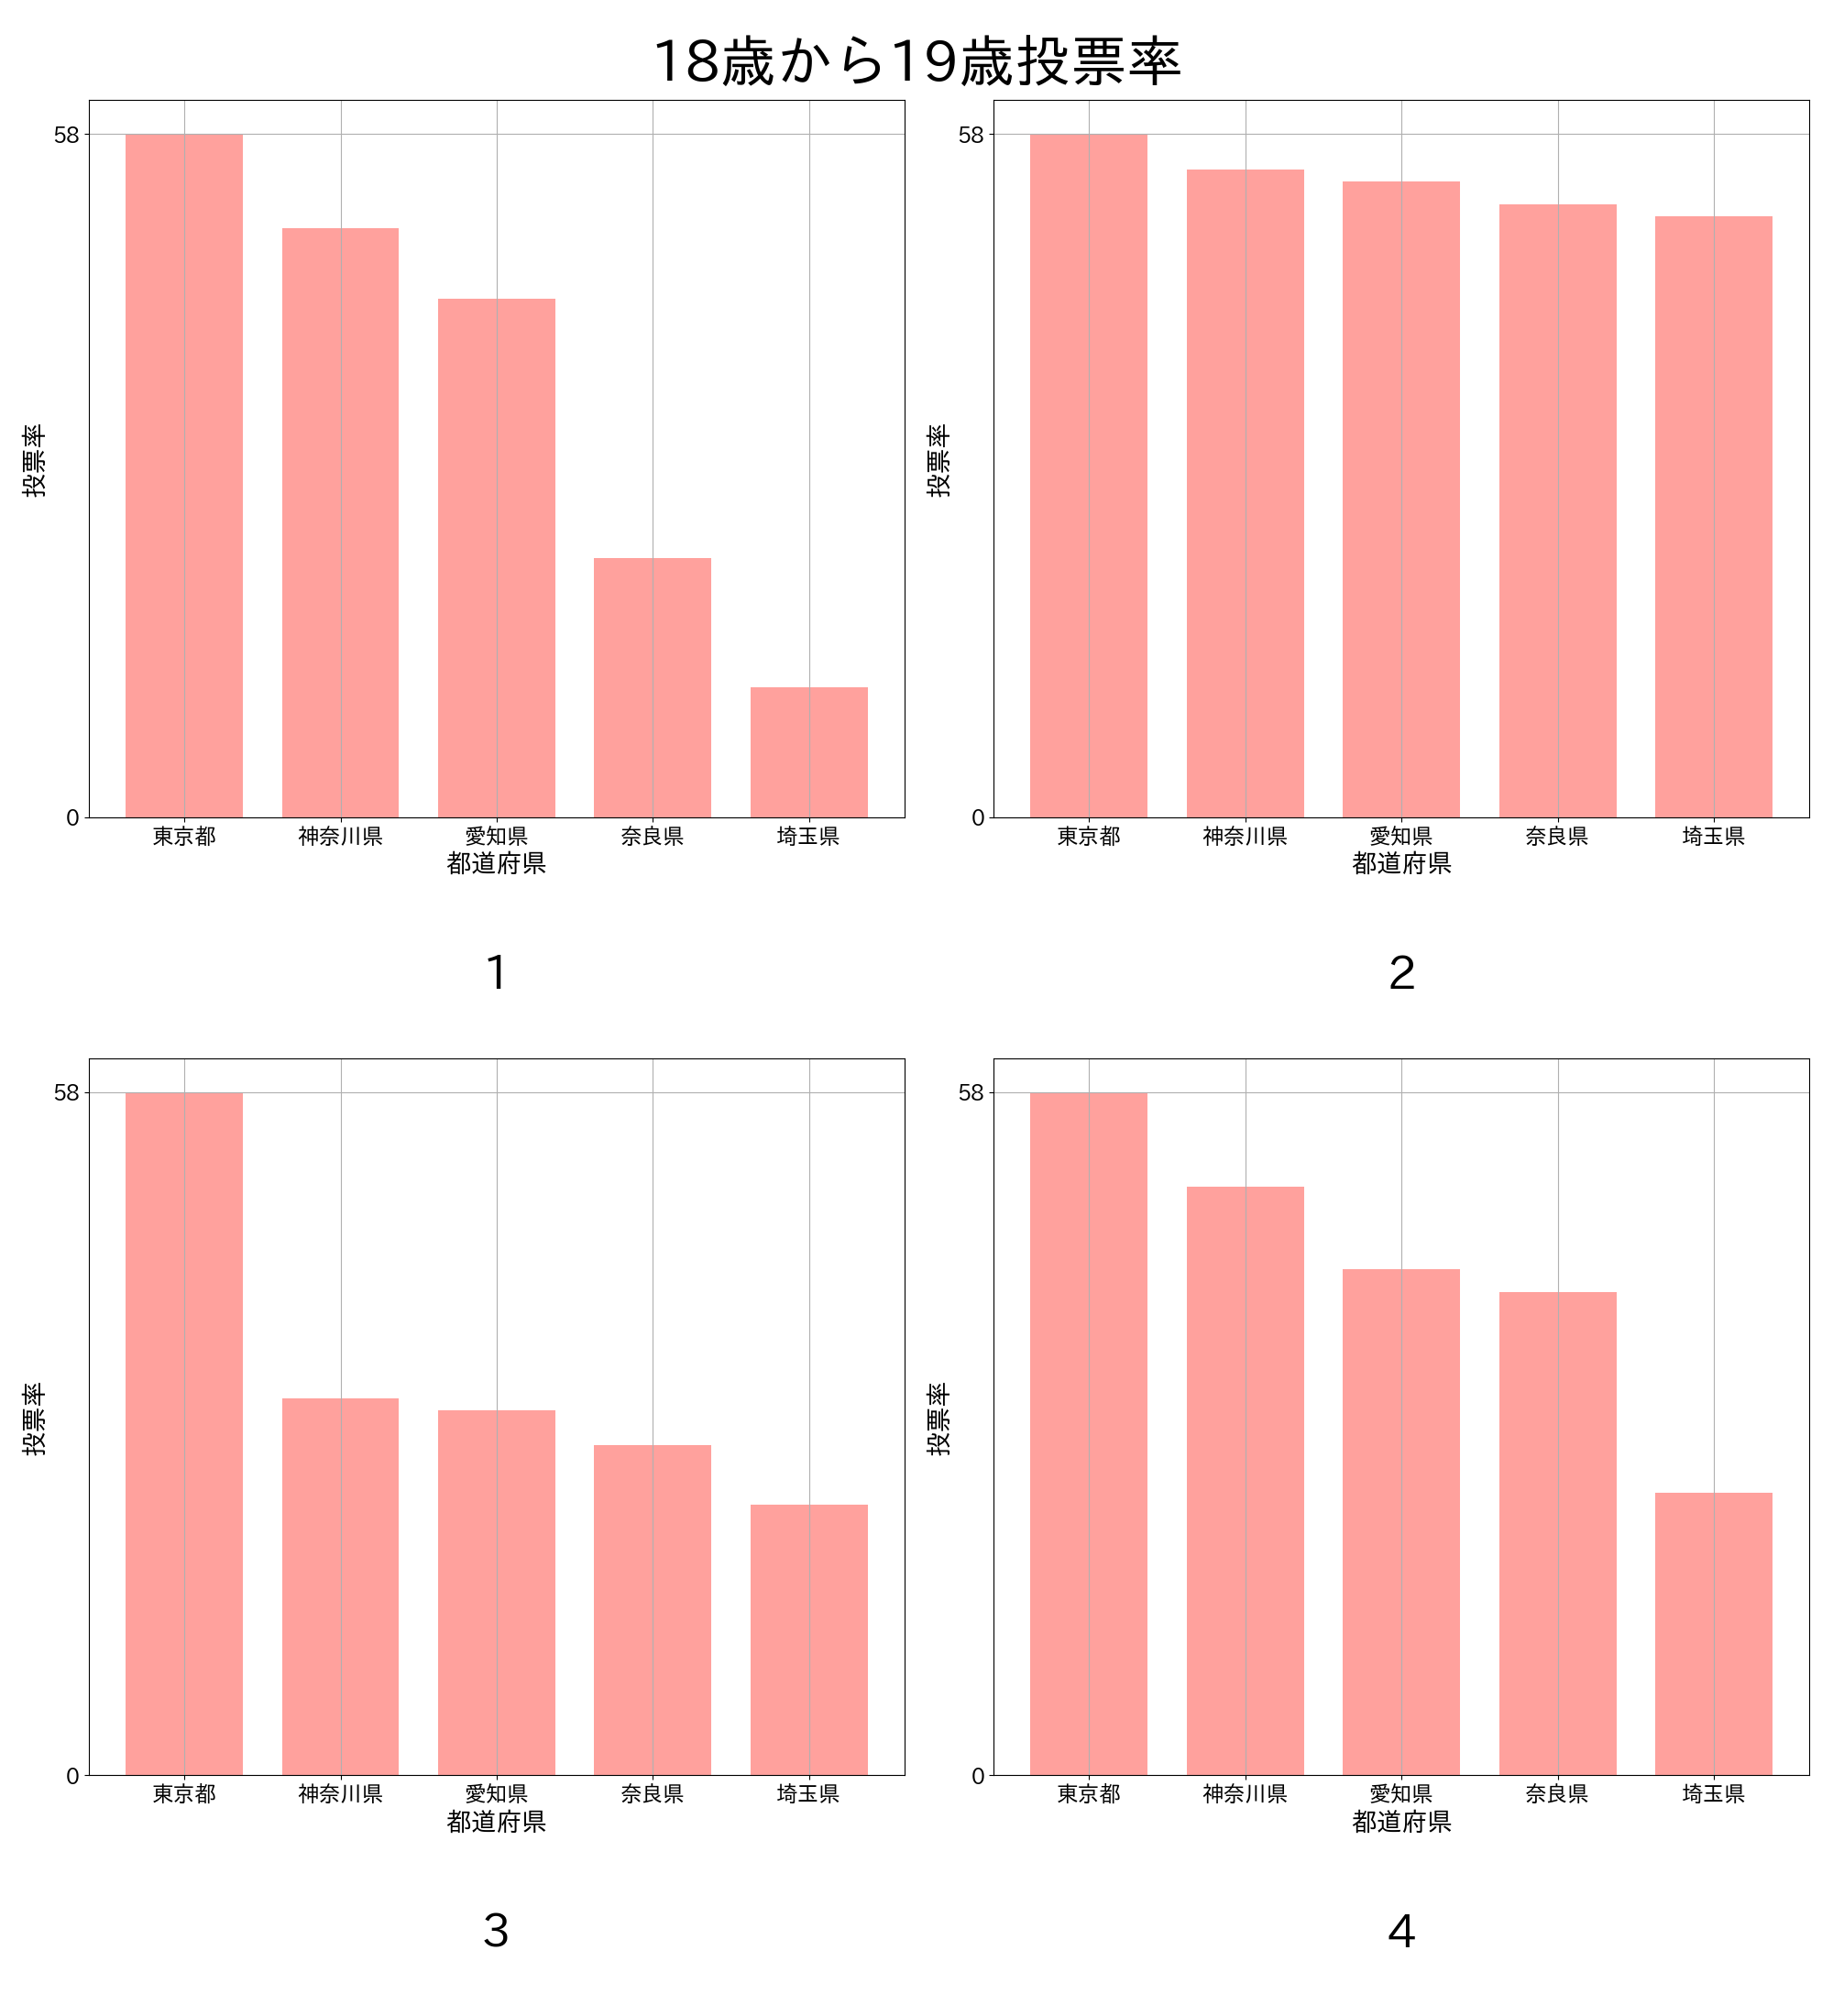 18歳から19歳投票率
58
0
投票率
東京都 神奈川県 愛知県 奈良県 埼玉県
都道府県
1
58
0
投票率
東京都 神奈川県 愛知県 奈良県 埼玉県
都道府県
2
58
0
投票率
東京都 神奈川県 愛知県 奈良県 埼玉県
都道府県
3
58
0
投票率
東京都 神奈川県 愛知県 奈良県 埼玉県
都道府県
4